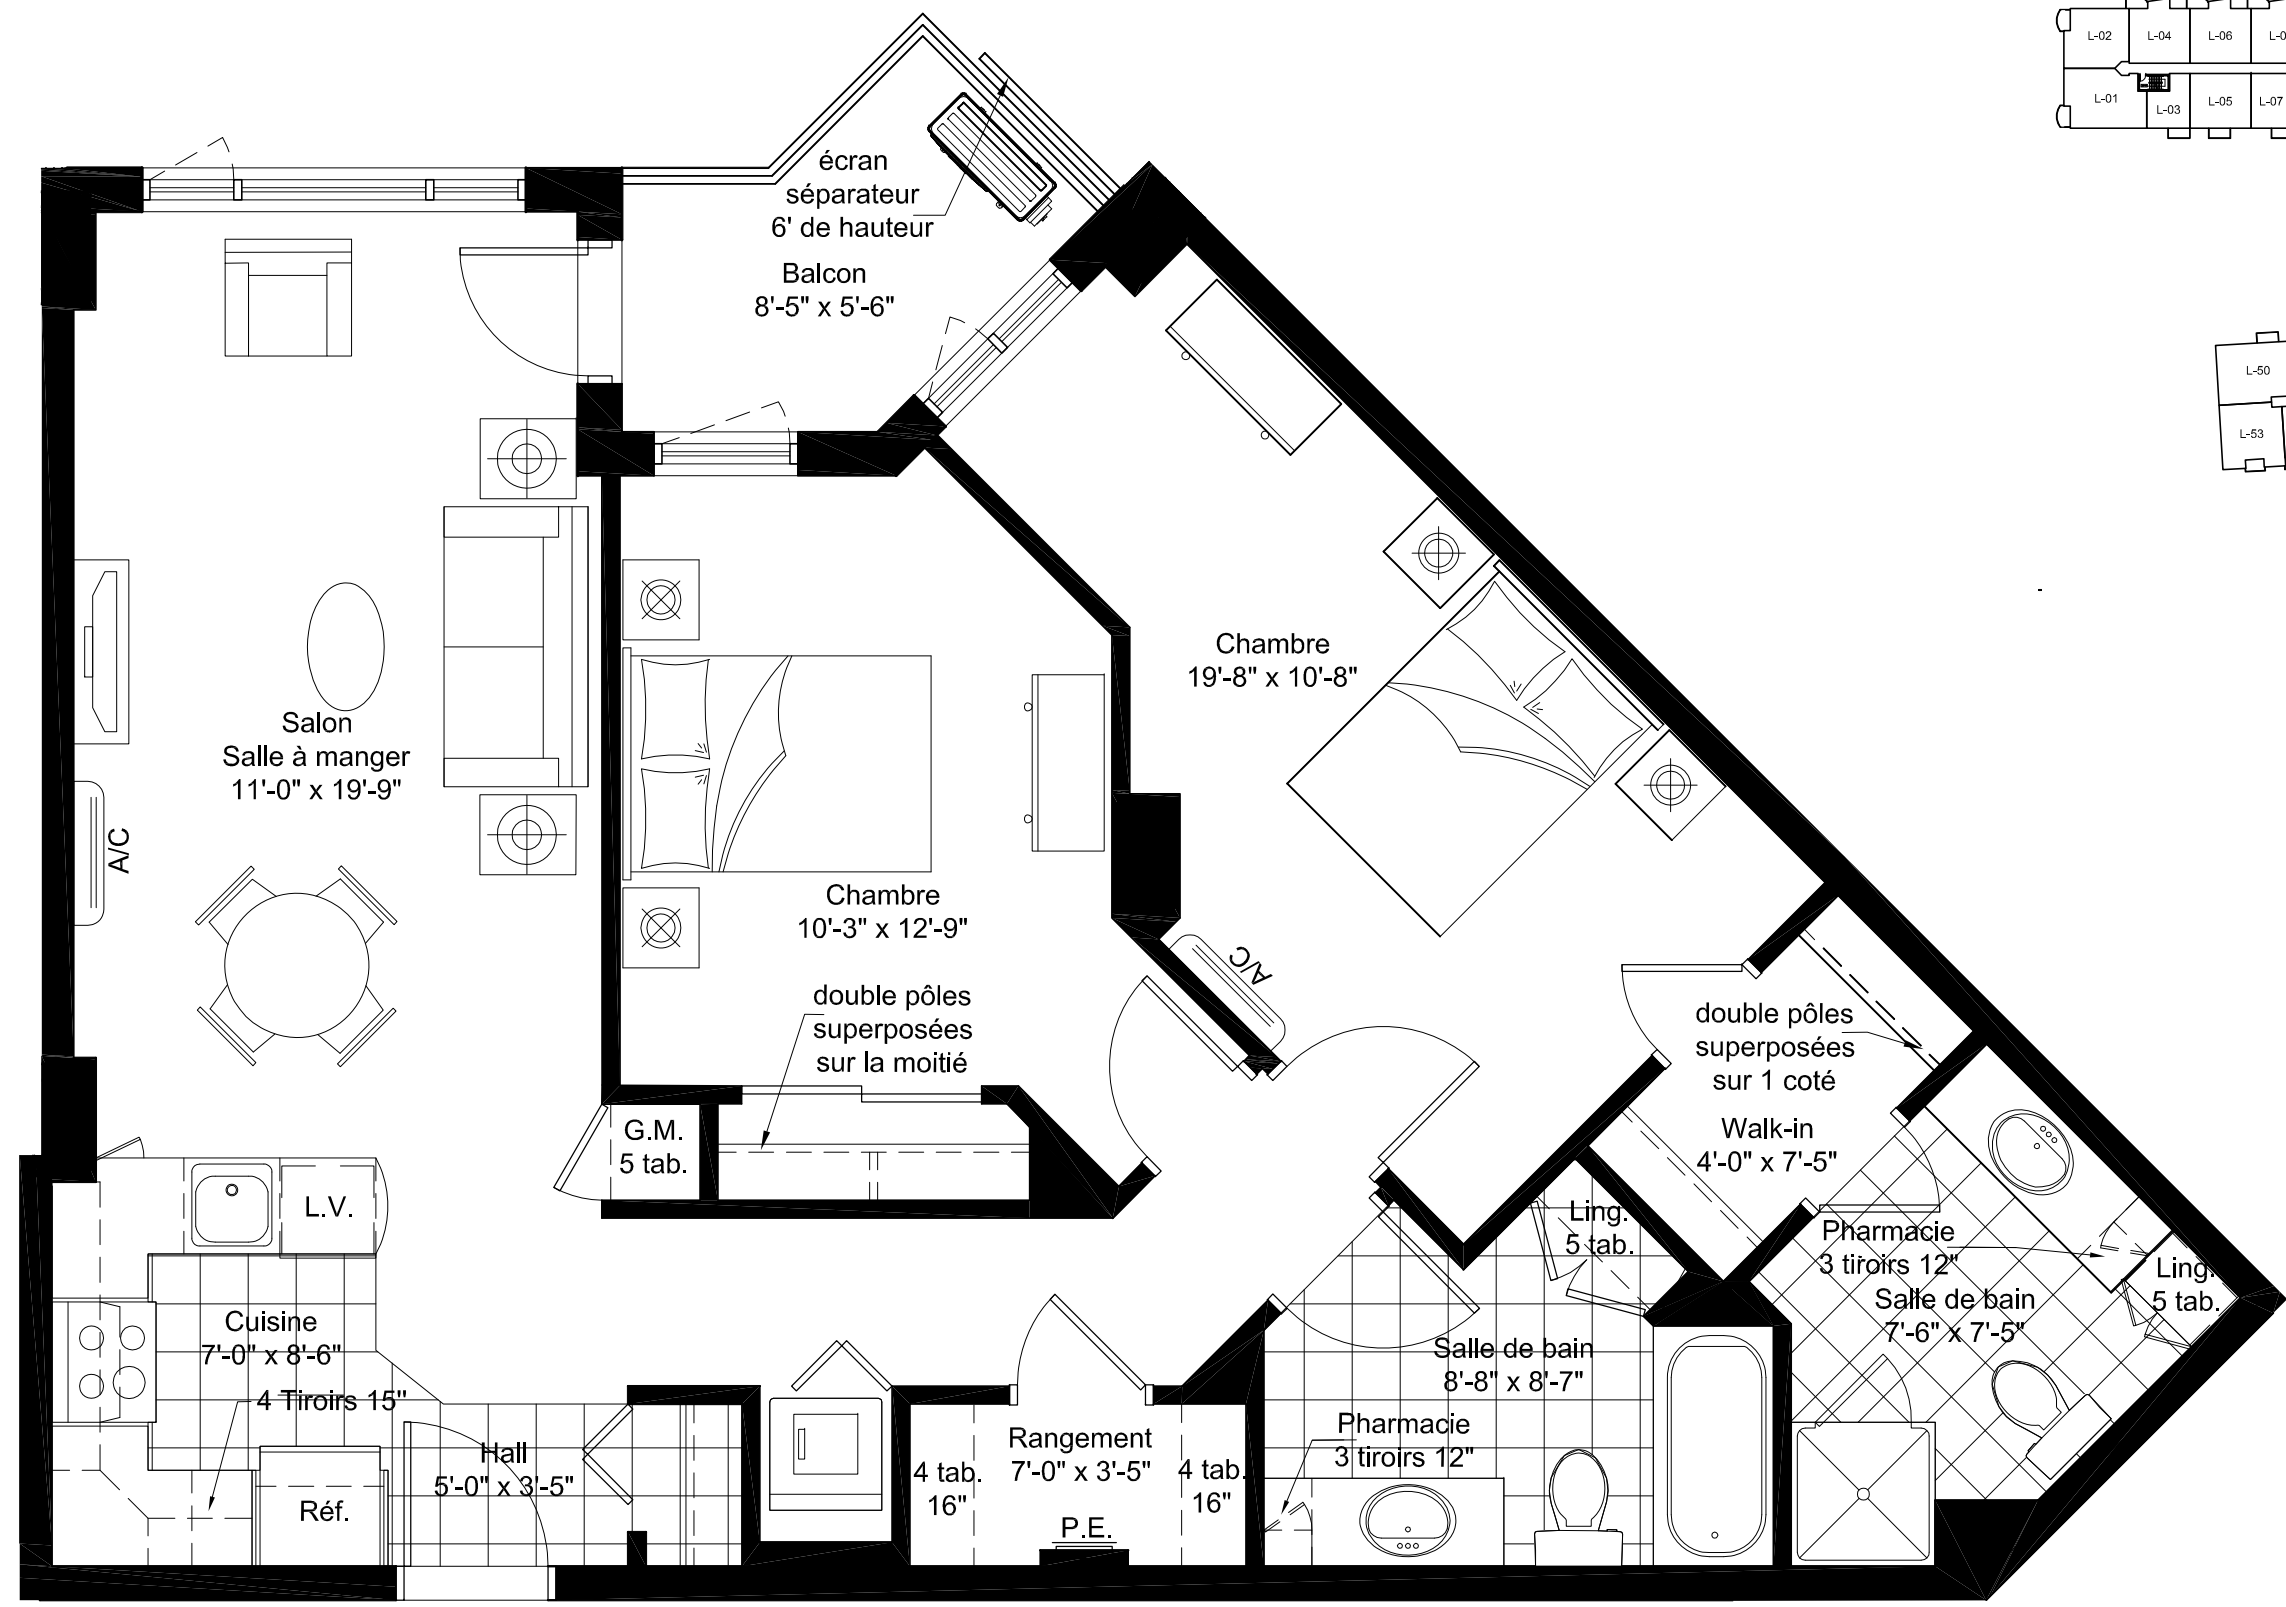 L-02
L-04
L-06
L-01
L-03
L-05
L-07
L-50
L-53
écran
séparateur
6' de hauteur
Balcon
8'-5" x 5'-6"
Chambre
19'-8" x 10'-8"
Salon
Salle à manger
11'-0" x 19'-9"
A/C
Chambre
10'-3" x 12'-9"
A/C
double pôles
superposées
sur la moitié
double pôles
superposées
sur 1 coté
Walk-in
4'-0" x 7'-5"
G.M.
5 tab.
L.V.
Ling.
5 tab.
Pharmacie
3 tiroirs 12"
Ling.
5 tab.
Salle de bain
7'-6" x 7'-5"
Cuisine
7'-0" x 8'-6"
4 Tiroirs 15"
Salle de bain
8'-8" x 8'-7"
Pharmacie
3 tiroirs 12"
Hall
5'-0" x 3'-5"
Rangement
7'-0" x 3'-5"
4 tab.
16"
4 tab.
16"
P.E.
Réf.